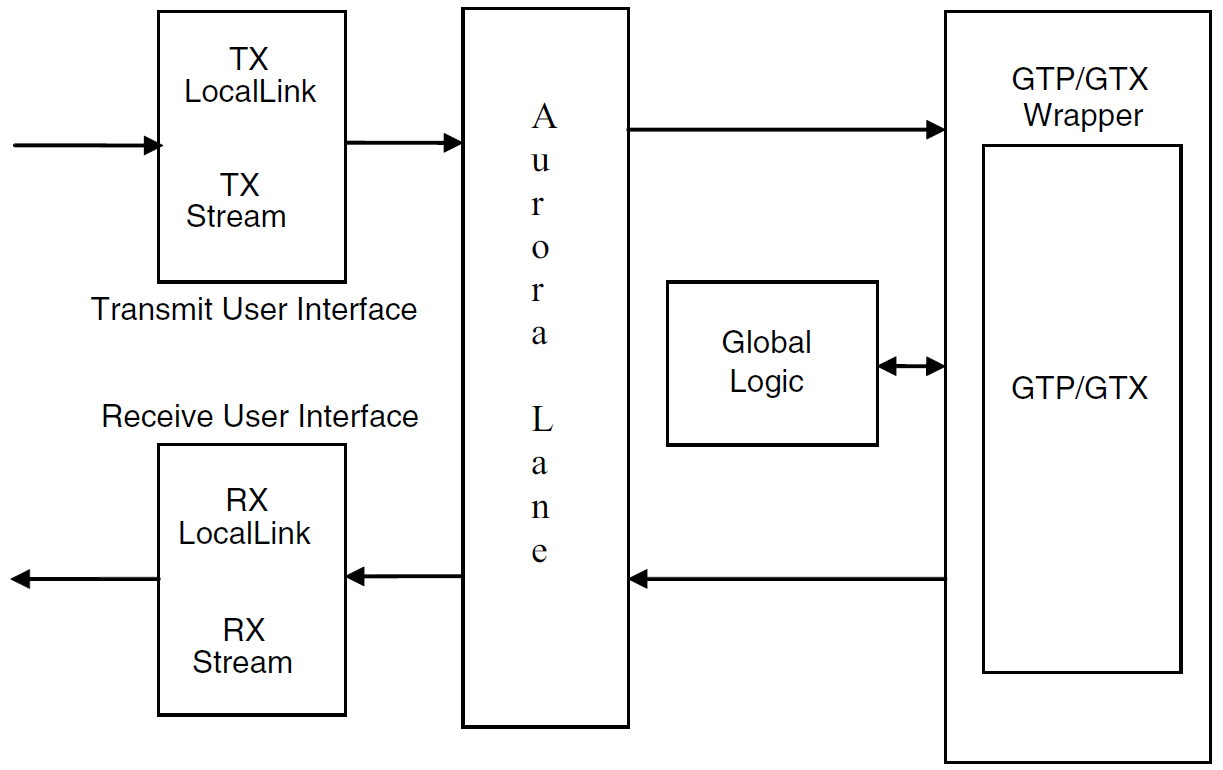 TX
LocalLink
TX
Stream
Transmit User Interface
Receive User Interface
RX
LocalLink
RX
Stream
Aurora Lane
Global
Logic
GTP/GTX
Wrapper
GTP/GTX